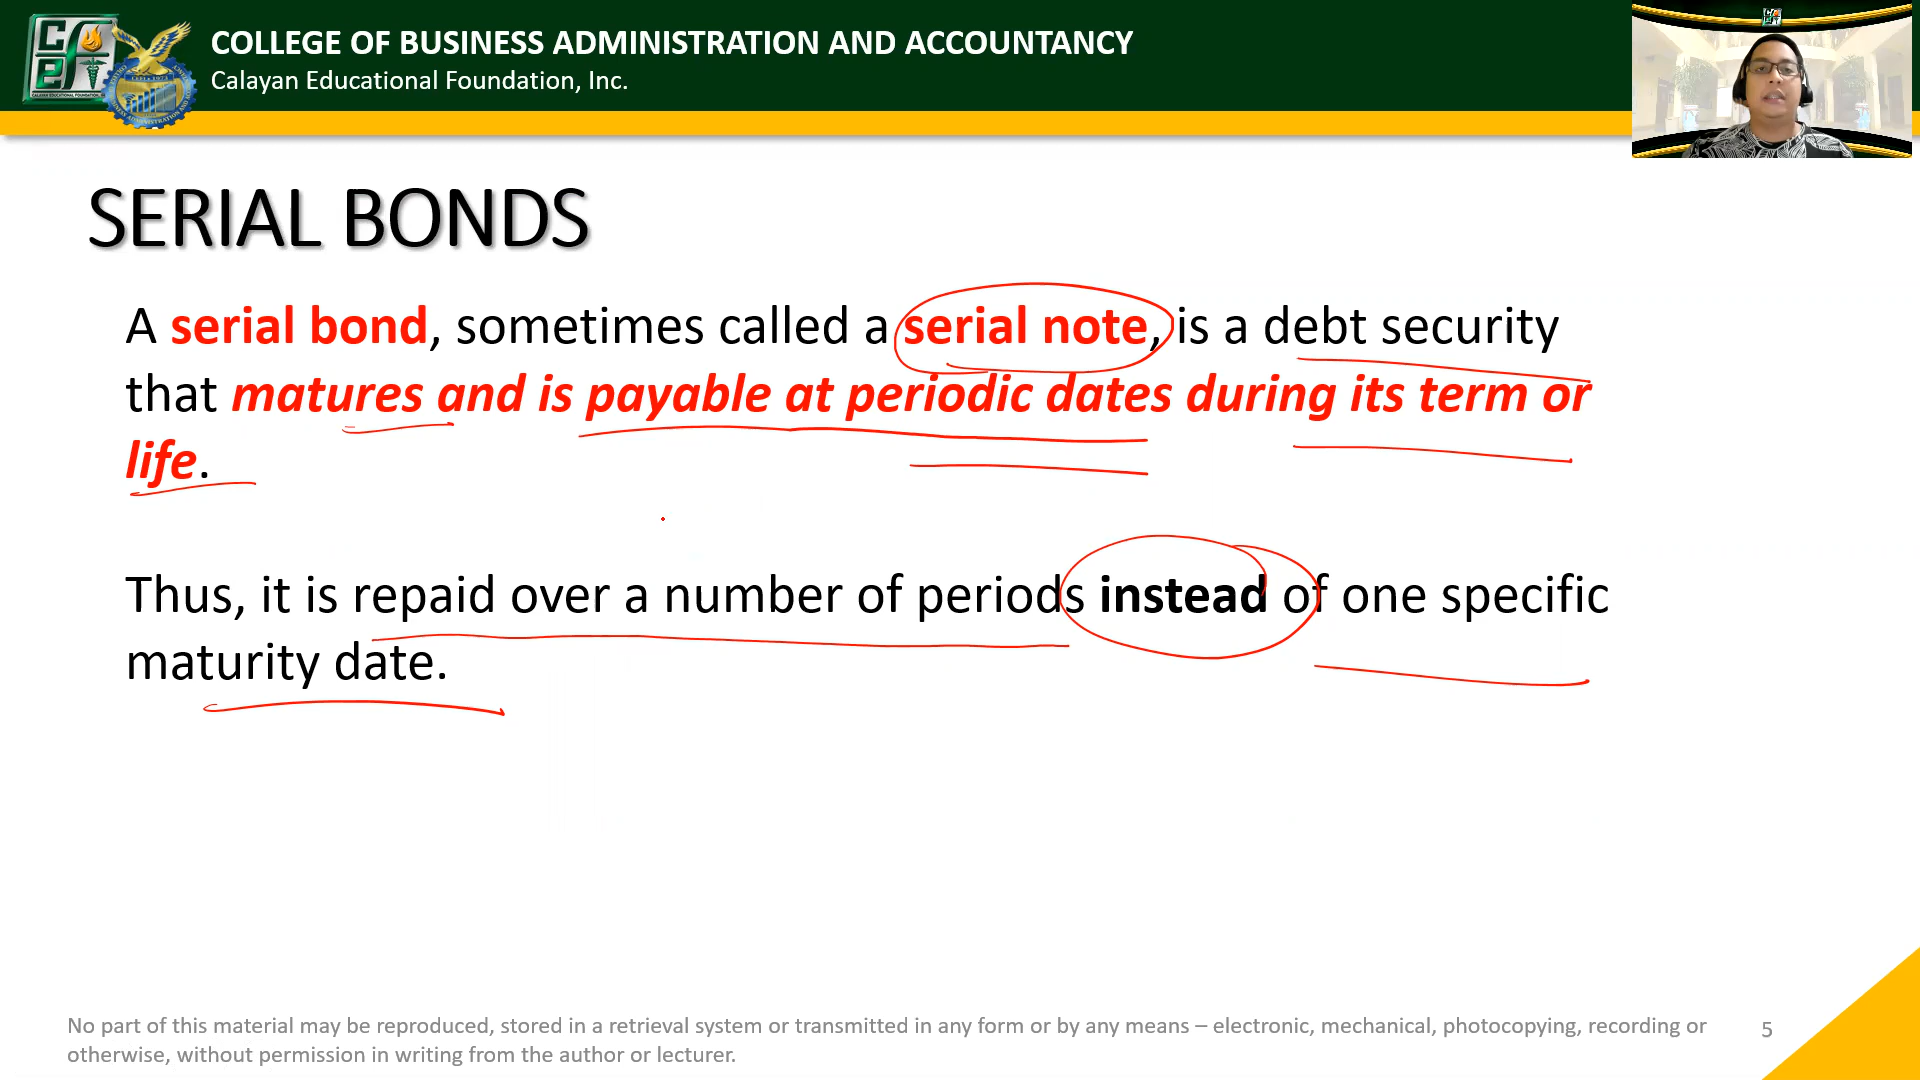 COLLEGE OF BUSINESS ADMINISTRATION AND ACCOUNTANCY
Calayan Educational Foundation, Inc.
SERIAL BONDS
A serial bond, sometimes called a serial note, is a debt security
that matures and is payable at periodic dates during its term or
life.
Thus, it is repaid over a number of periods instead of one specific
maturity date.
No part of this material may be reproduced, stored in a retrieval system or transmitted in any form or by any means – electronic, mechanical, photocopying, recording or
otherwise, without permission in writing from the author or lecturer.
5